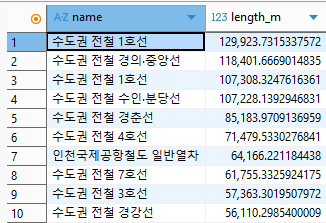 A-Z name 123 length_m
1 수도권 전철 1호선 129,923.7315337572
2 수도권 전철 경의·중앙선 118,401.6669014835
3 수도권 전철 1호선 107,308.3247616361
4 수도권 전철 수인·분당선 107,228.1392946831
5 수도권 전철 경춘선 85,183.9709136959
6 수도권 전철 4호선 71,479.5330276841
7 인천국제공항철도 일반열차 64,166.221184438
8 수도권 전철 7호선 61,755.3325924175
9 수도권 전철 3호선 57,363.3019507972
10 수도권 전철 경강선 56,110.2985400009